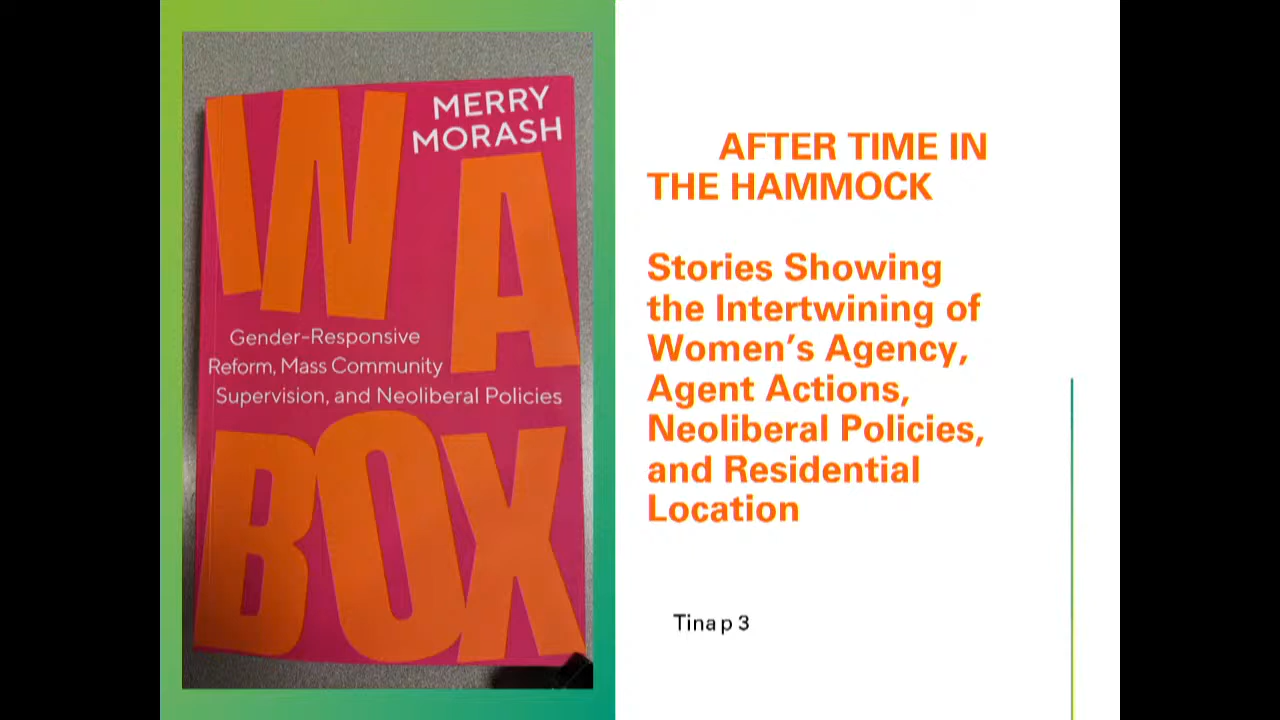 MERRY
MORASH
IN A
Gender-Responsive
Reform, Mass Community
Supervision, and Neoliberal Policies
BOX
AFTER TIME IN
THE HAMMOCK
Stories Showing
the Intertwining of
Women’s Agency,
Agent Actions,
Neoliberal Policies,
and Residential
Location
Tina p 3